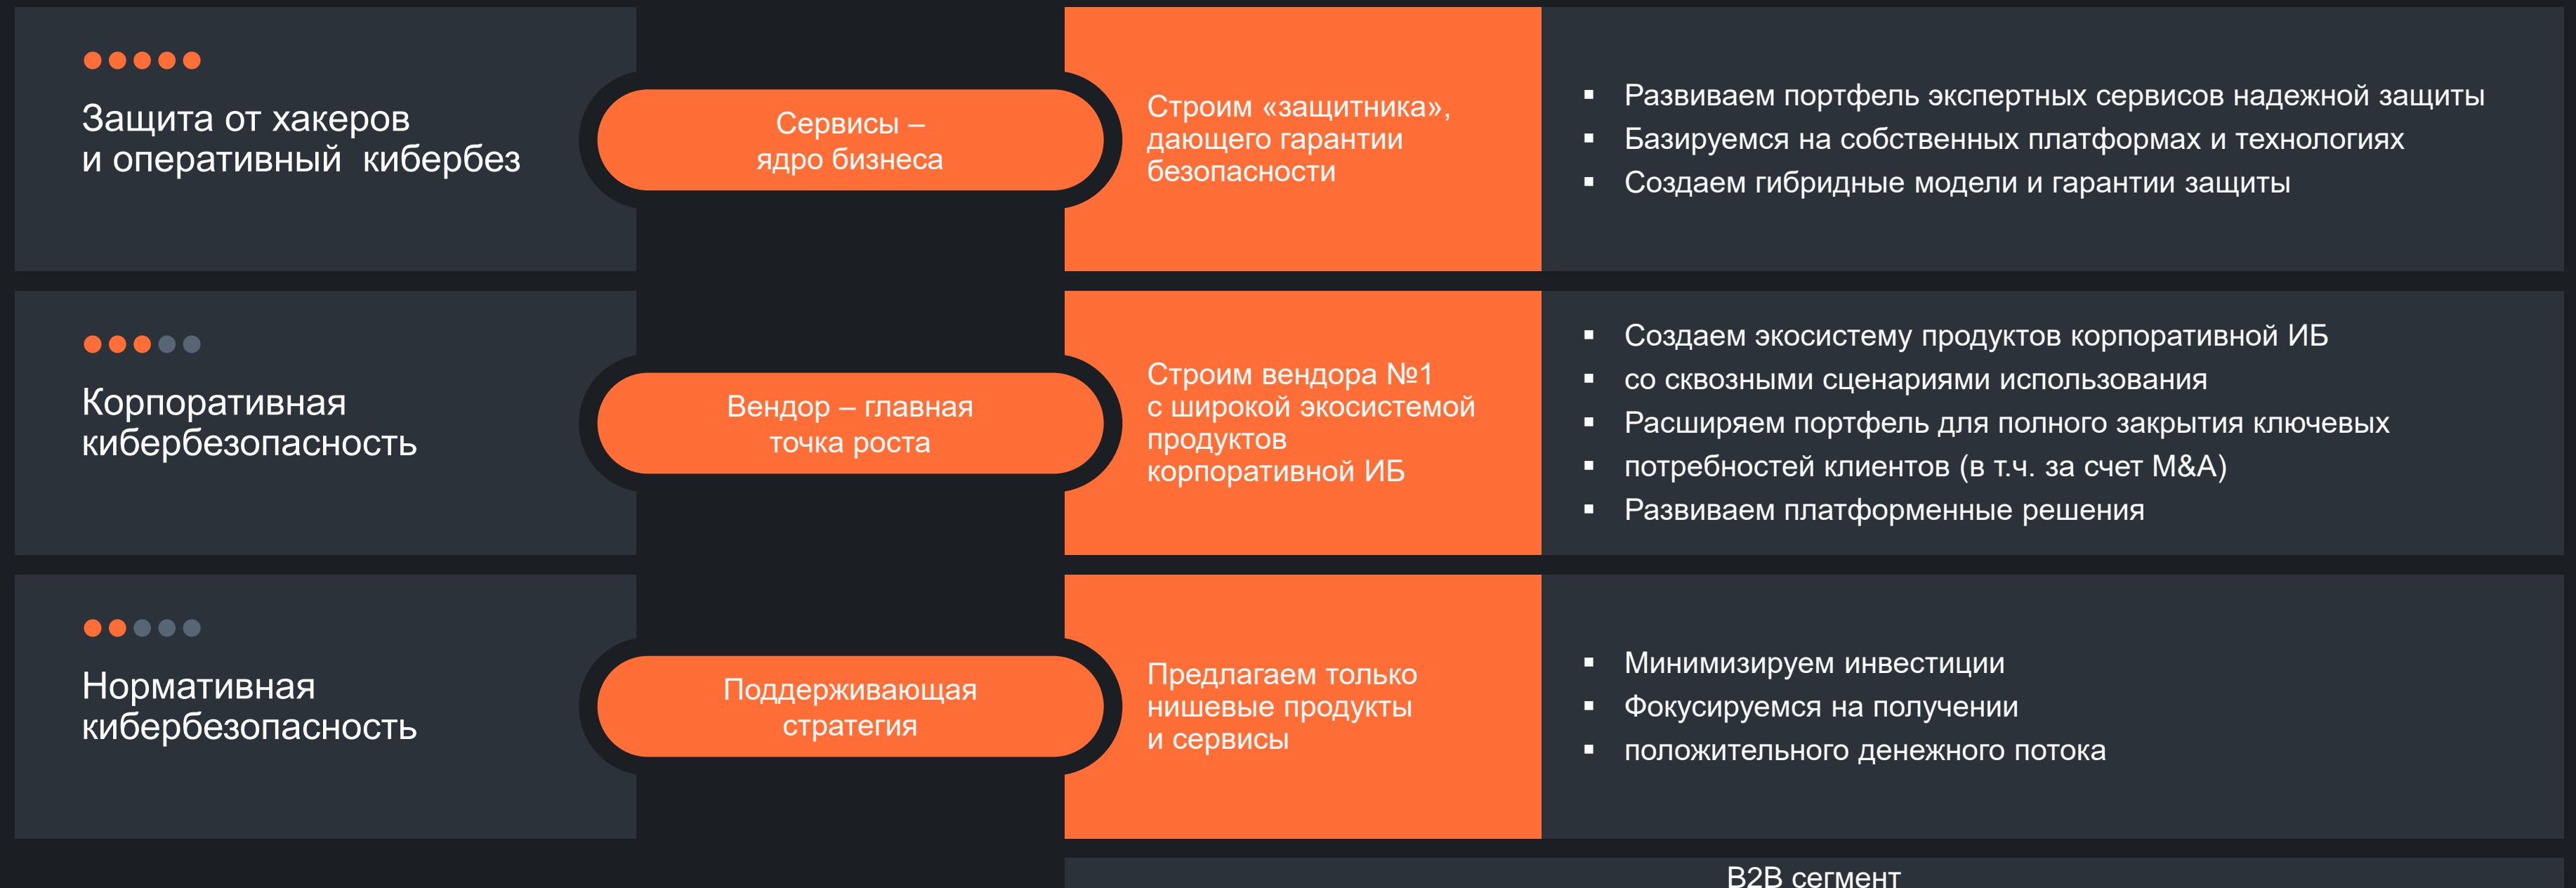 Защита от хакеров
и оперативный  кибербез
Сервисы –
ядро бизнеса
Строим «защитника»,
дающего гарантии
безопасности
▪ Развиваем портфель экспертных сервисов надежной защиты
▪ Базируемся на собственных платформах и технологиях
▪ Создаем гибридные модели и гарантии защиты
Корпоративная
кибербезопасность
Вендор – главная
точка роста
Строим вендора №1
с широкой экосистемой
продуктов
корпоративной ИБ
▪ Создаем экосистему продуктов корпоративной ИБ
▪ со сквозными сценариями использования
▪ Расширяем портфель для полного закрытия ключевых
▪ потребностей клиентов (в т.ч. за счет M&A)
▪ Развиваем платформенные решения
Нормативная
кибербезопасность
Поддерживающая
стратегия
Предлагаем только
нишевые продукты
и сервисы
▪ Минимизируем инвестиции
▪ Фокусируемся на получении
▪ положительного денежного потока
B2B сегмент